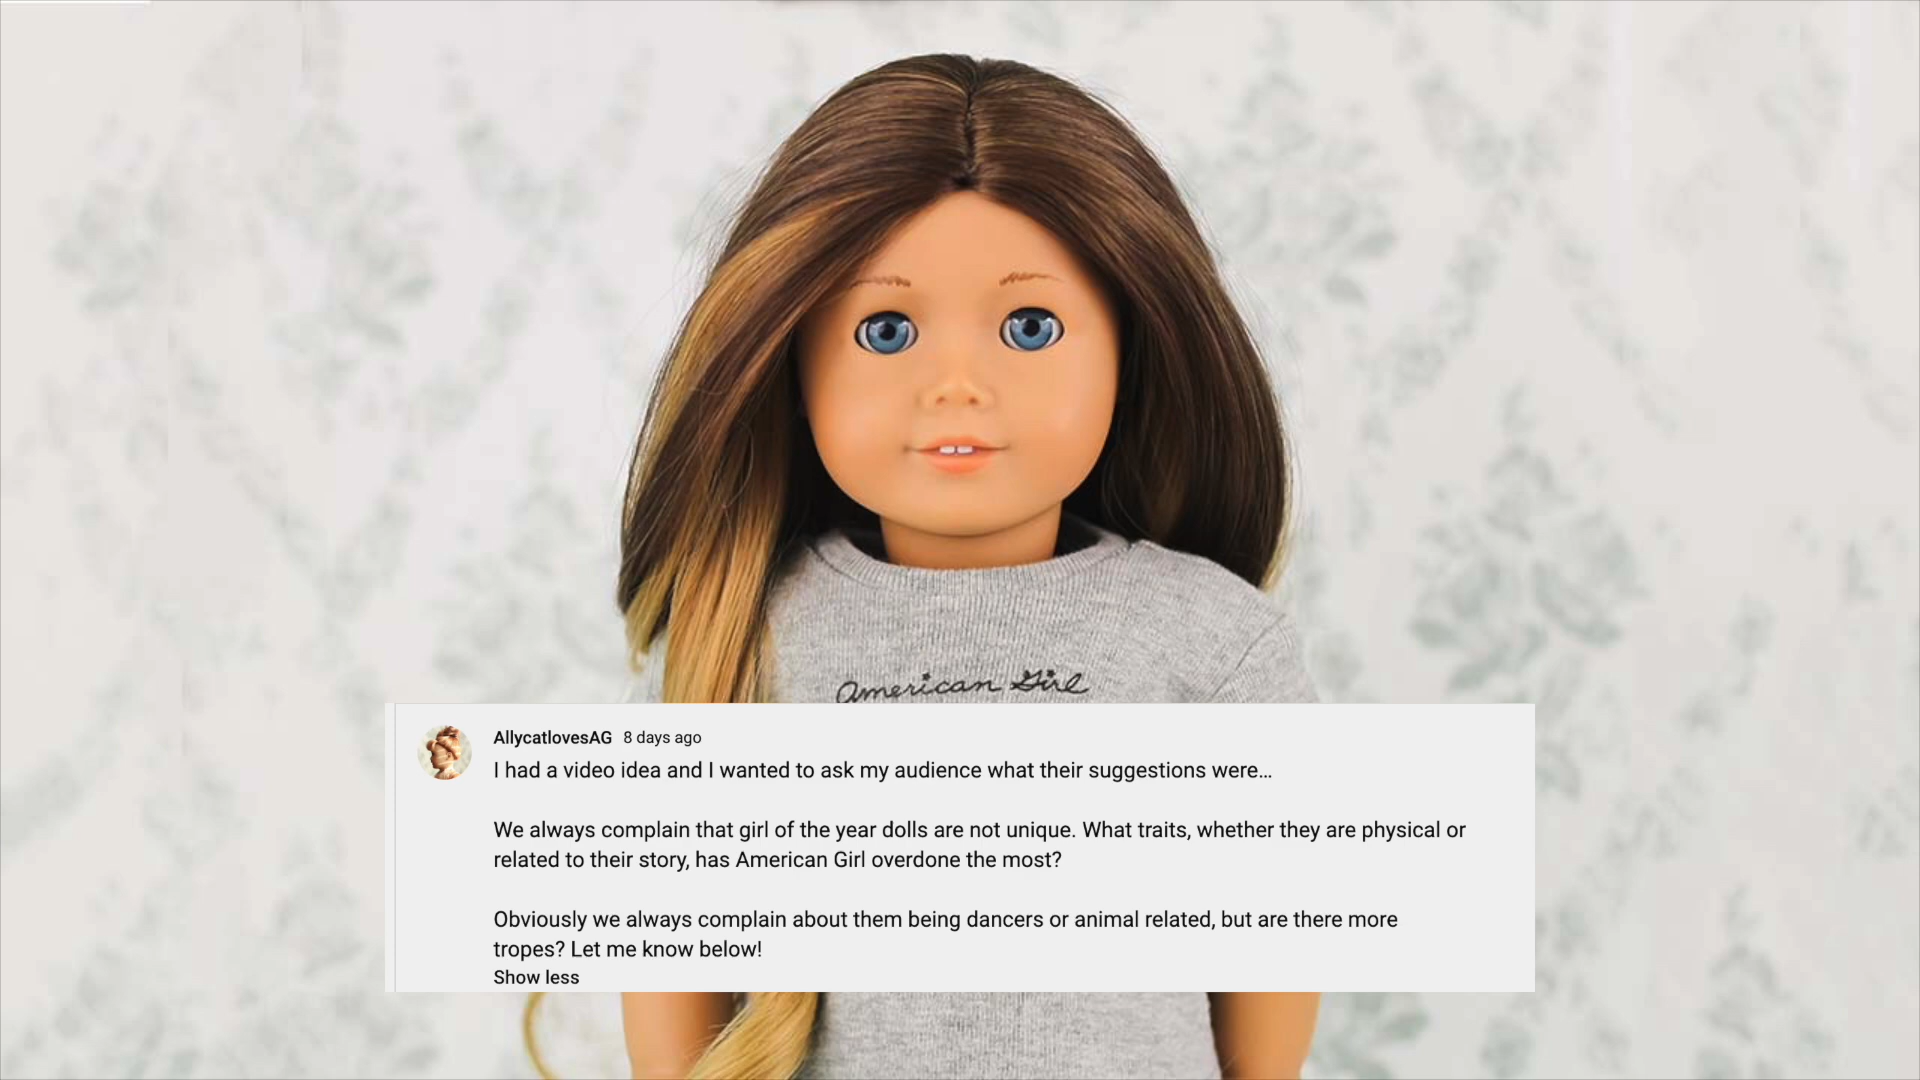 American Girl
AllycatlovesAG 8 days ago
I had a video idea and I wanted to ask my audience what their suggestions were...
We always complain that girl of the year dolls are not unique. What traits, whether they are physical or
related to their story, has American Girl overdone the most?
Obviously we always complain about them being dancers or animal related, but are there more
tropes? Let me know below!
Show less